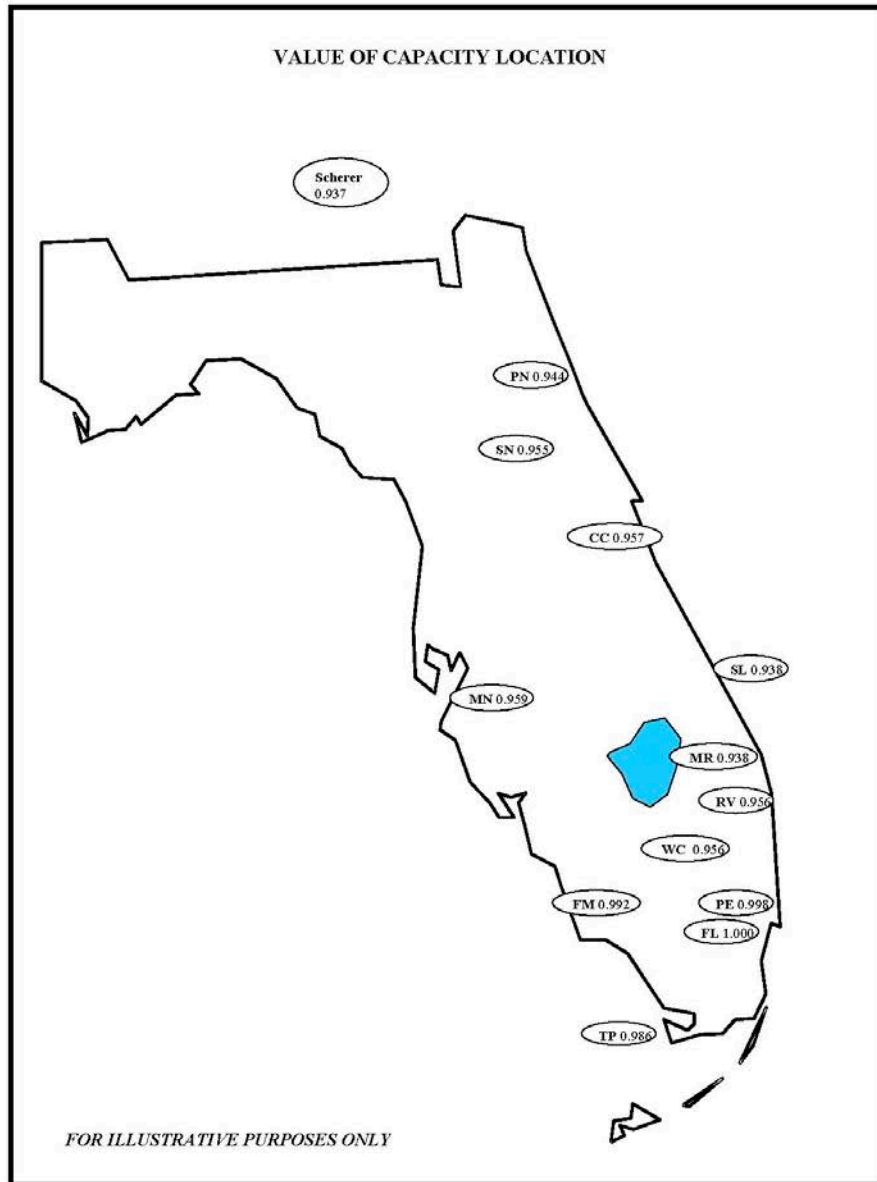 VALUE OF CAPACITY LOCATION
Scherer
0.937
PN 0.944
SN 0.955
CC 0.957
SL 0.938
MN 0.959
MR 0.938
RV 0.956
WC 0.956
FM 0.992
PE 0.998
FL 1.000
TP 0.986
FOR ILLUSTRATIVE PURPOSES ONLY